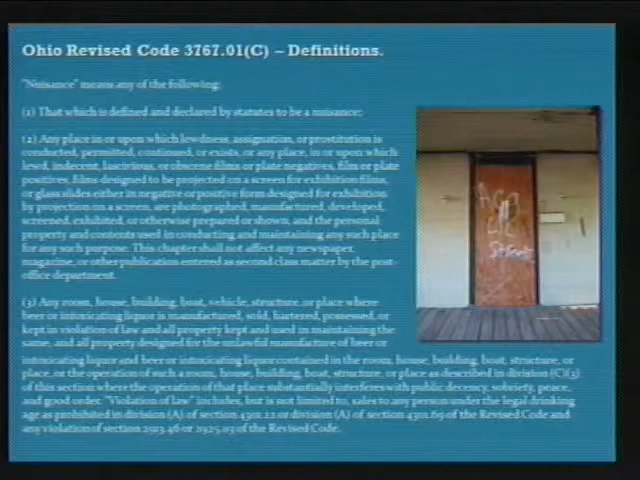 Ohio Revised Code 3767.01(C) – Definitions.
"Nuisance" means any of the following:
(1) That which is defined and declared by statutes to be a nuisance;
(2) Any place in or upon which lewdness, assignation, or prostitution is
conducted, permitted, continued, or exists, or any place, in or upon which
lewd, indecent, lascivious, or obscene films or plate negatives, film or plate
positives, films designed to be projected on a screen for exhibition films,
or glass slides either in negative or positive form designed for exhibition
by projection on a screen, are photographed, manufactured, developed,
screened, exhibited, or otherwise prepared or shown, and the personal
property and contents used in conducting and maintaining any such place
for any such purpose. This chapter shall not affect any newspaper,
magazine, or other publication entered as second class matter by the post-
office department.
(3) Any room, house, building, boat, vehicle, structure, or place where
beer or intoxicating liquor is manufactured, sold, bartered, possessed, or
kept in violation of law and all property kept and used in maintaining the
same, and all property designed for the unlawful manufacture of beer or
intoxicating liquor and beer or intoxicating liquor contained in the room, house, building, boat, structure, or
place, or the operation of such a room, house, building, boat, structure, or place as described in division (C)(3)
of this section where the operation of that place substantially interferes with public decency, sobriety, peace,
and good order. "Violation of law" includes, but is not limited to, sales to any person under the legal drinking
age as prohibited in division (A) of section 4301.22 or division (A) of section 4301.69 of the Revised Code and
any violation of section 2913.46 or 2925.03 of the Revised Code.
Street